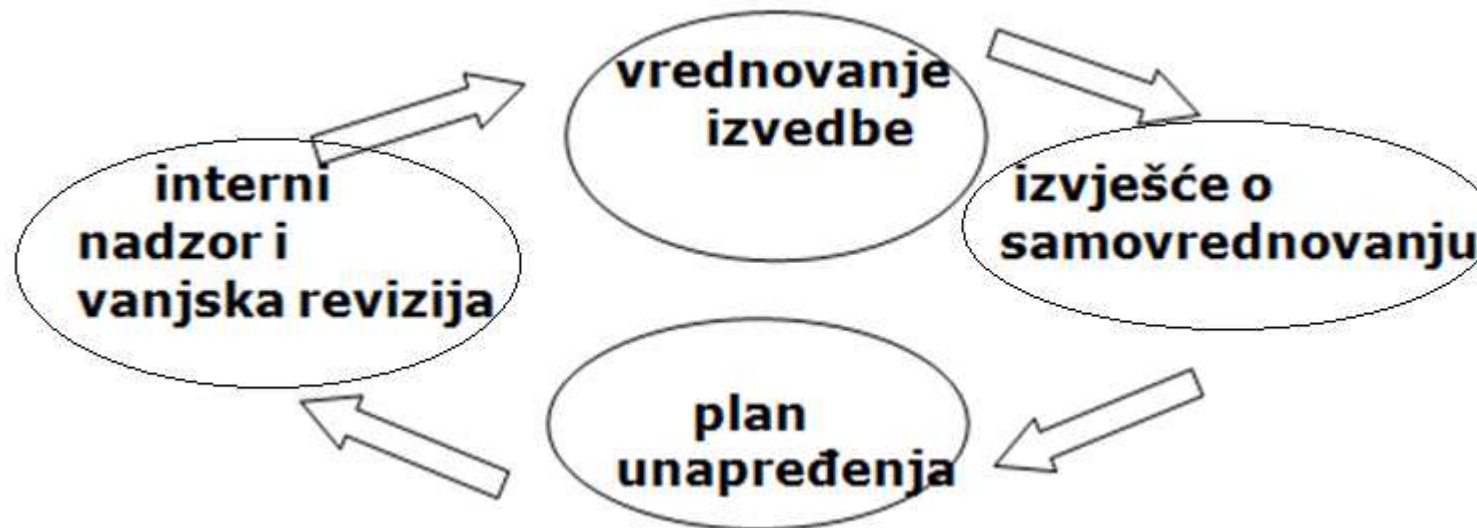 vrednovanje
izvedbe
interni
nadzor i
vanjska revizija
izvješće o
samovrednovanju
plan
unapređenja